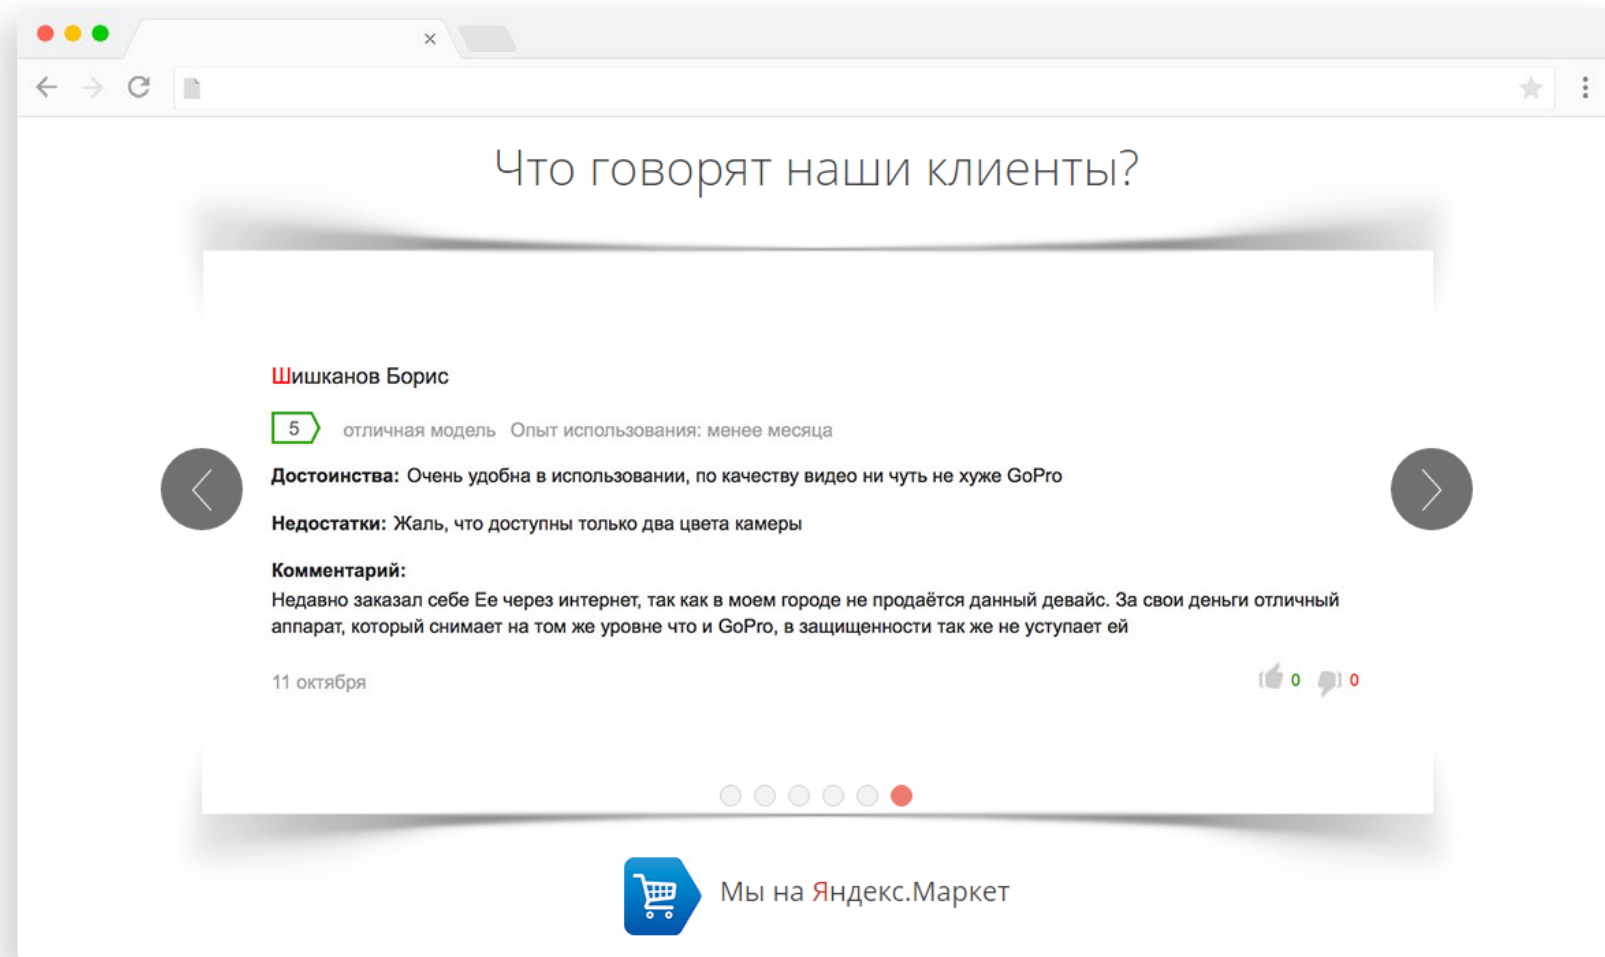 Что говорят наши клиенты?
Шишканов Борис
5 отличная модель Опыт использования: менее месяца
Достоинства: Очень удобна в использовании, по качеству видео ни чуть не хуже GoPro
Недостатки: Жаль, что доступны только два цвета камеры
Комментарий:
Недавно заказал себе Ее через интернет, так как в моем городе не продаётся данный девайс. За свои деньги отличный
аппарат, который снимает на том же уровне что и GoPro, в защищенности так же не уступает ей
11 октября 0 0
Мы на Яндекс.Маркет